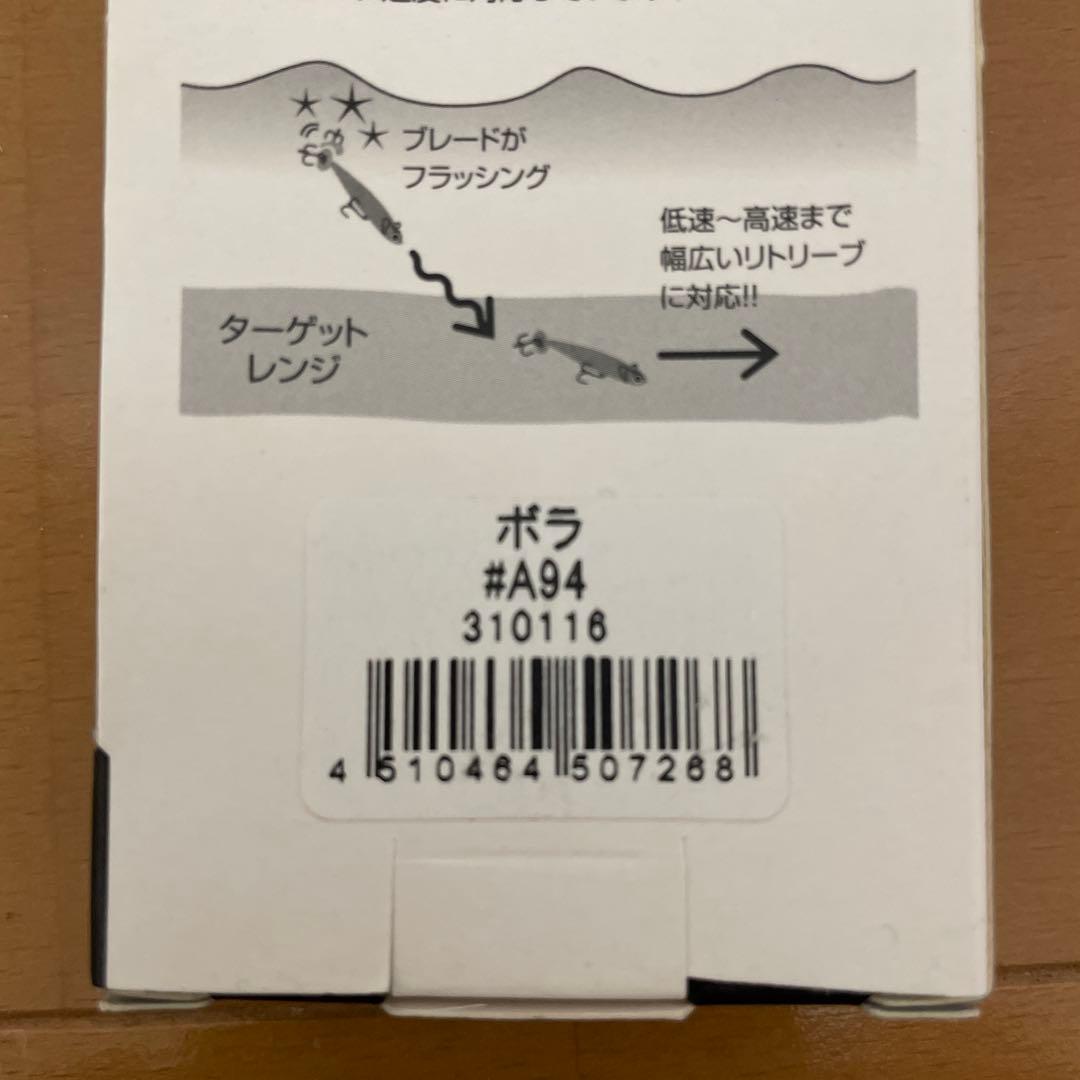 ブレードが
フラッシング
低速～高速まで
幅広いリトリーブ
に対応!!
ターゲット
レンジ
ボラ
#A94
310116
4 510464 507268